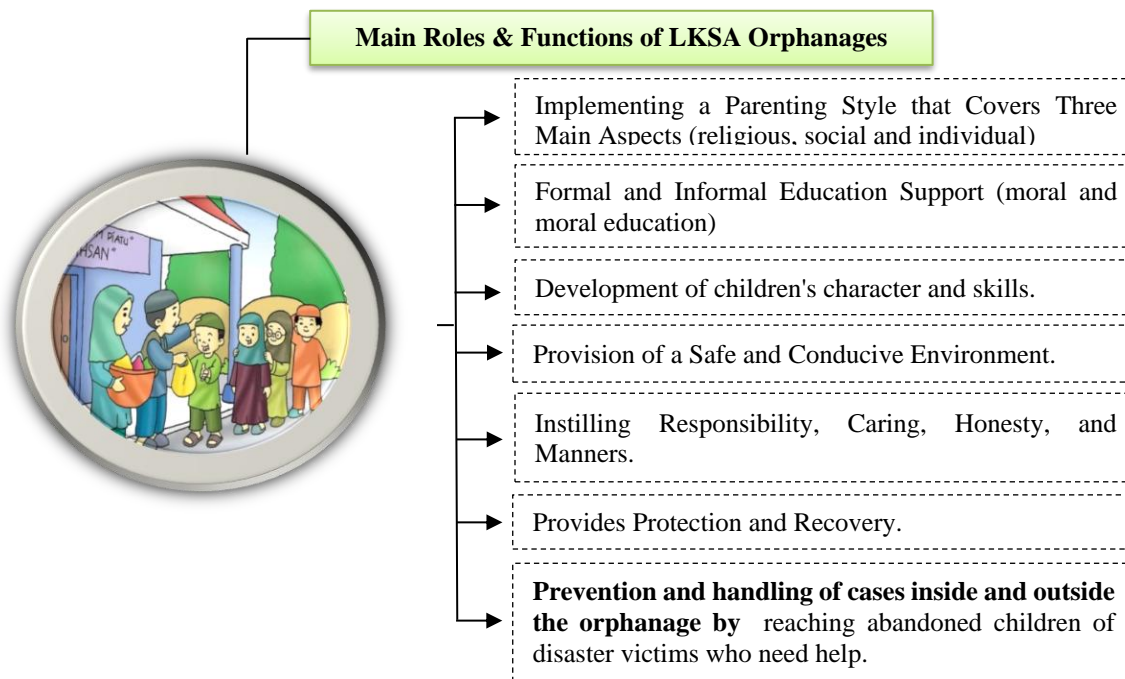 Main Roles & Functions of LKSA Orphanages
Implementing a Parenting Style that Covers Three
Main Aspects (religious, social and individual)
Formal and Informal Education Support (moral and
moral education)
Development of children's character and skills.
Provision of a Safe and Conducive Environment.
Instilling Responsibility, Caring, Honesty, and
Manners.
Provides Protection and Recovery.
Prevention and handling of cases inside and outside
the orphanage by reaching abandoned children of
disaster victims who need help.
HSAN"